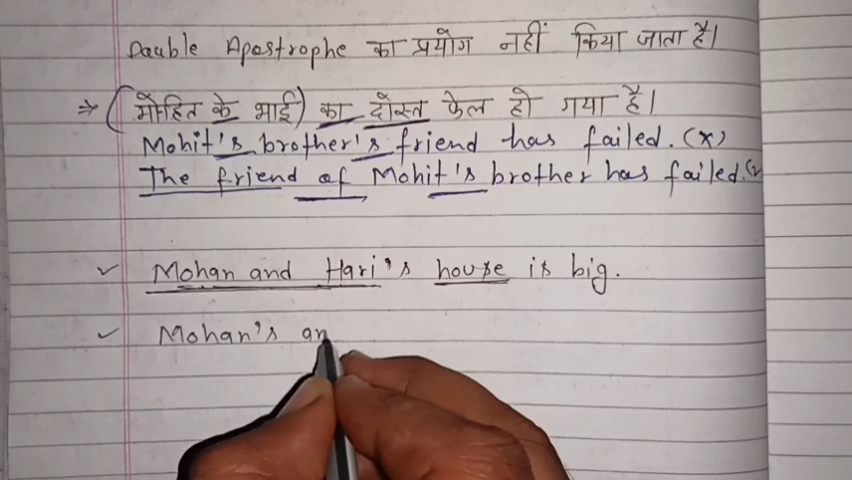 Double Apostrophe का प्रयोग नहीं किया जाता है।
⇒ (मोहित के भाई) का दोस्त फेल हो गया है।
Mohit's brother's friend has failed. (x)
The friend of Mohit's brother has failed. (✓
✓ Mohan and Hari's house is big.
✓ Mohan's an